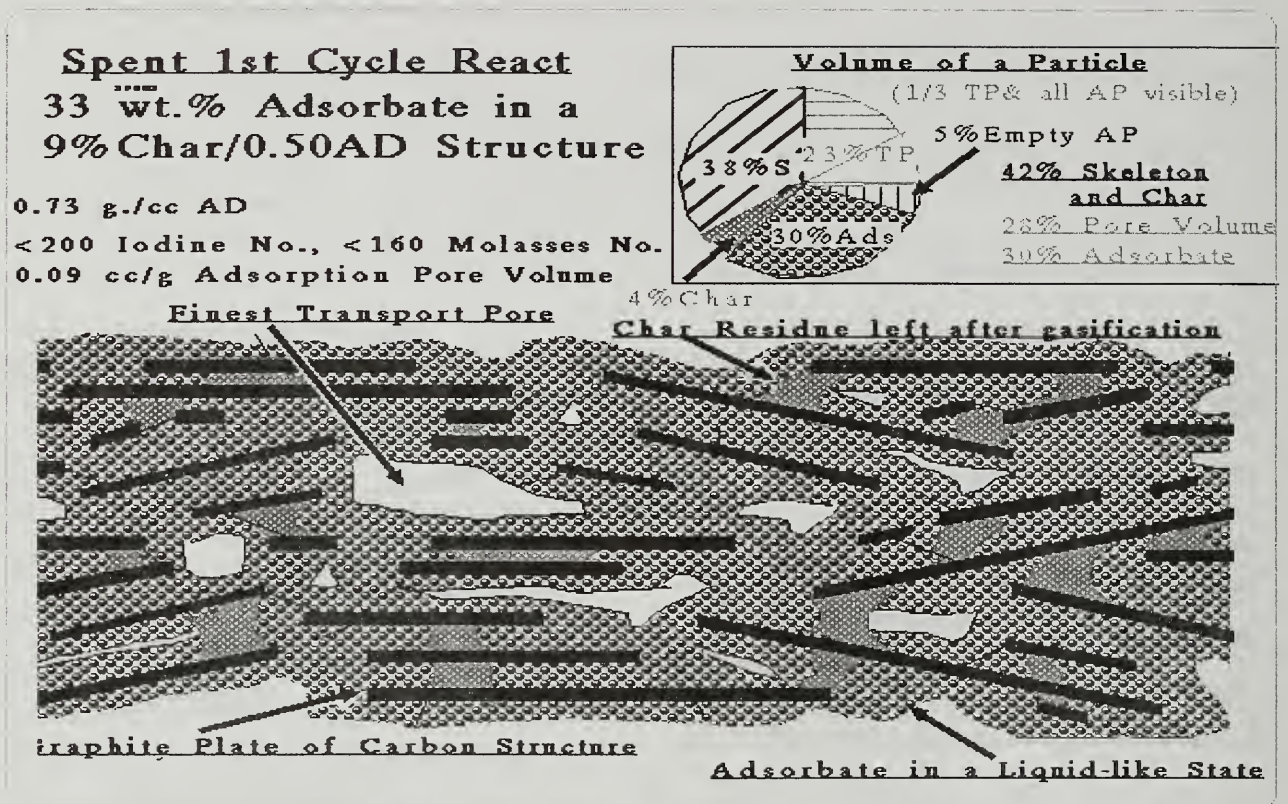 Spent 1st Cycle React
33 wt.% Adsorbate in a
9% Char/0.50AD Structure
0.73 g./cc AD
<200 Iodine No., <160 Molasses No.
0.09 cc/g Adsorption Pore Volume
Volume of a Particle
(1/3 TP& all AP visible)
5%Empty AP
38%S
23%TP
42% Skeleton
and Char
30%Ads
28% Pore Volume
30% Adsorbate
4%Char
Finest Transport Pore
Char Residue left after gasification
raphite Plate of Carbon Structure
Adsorbate in a Liquid-like State